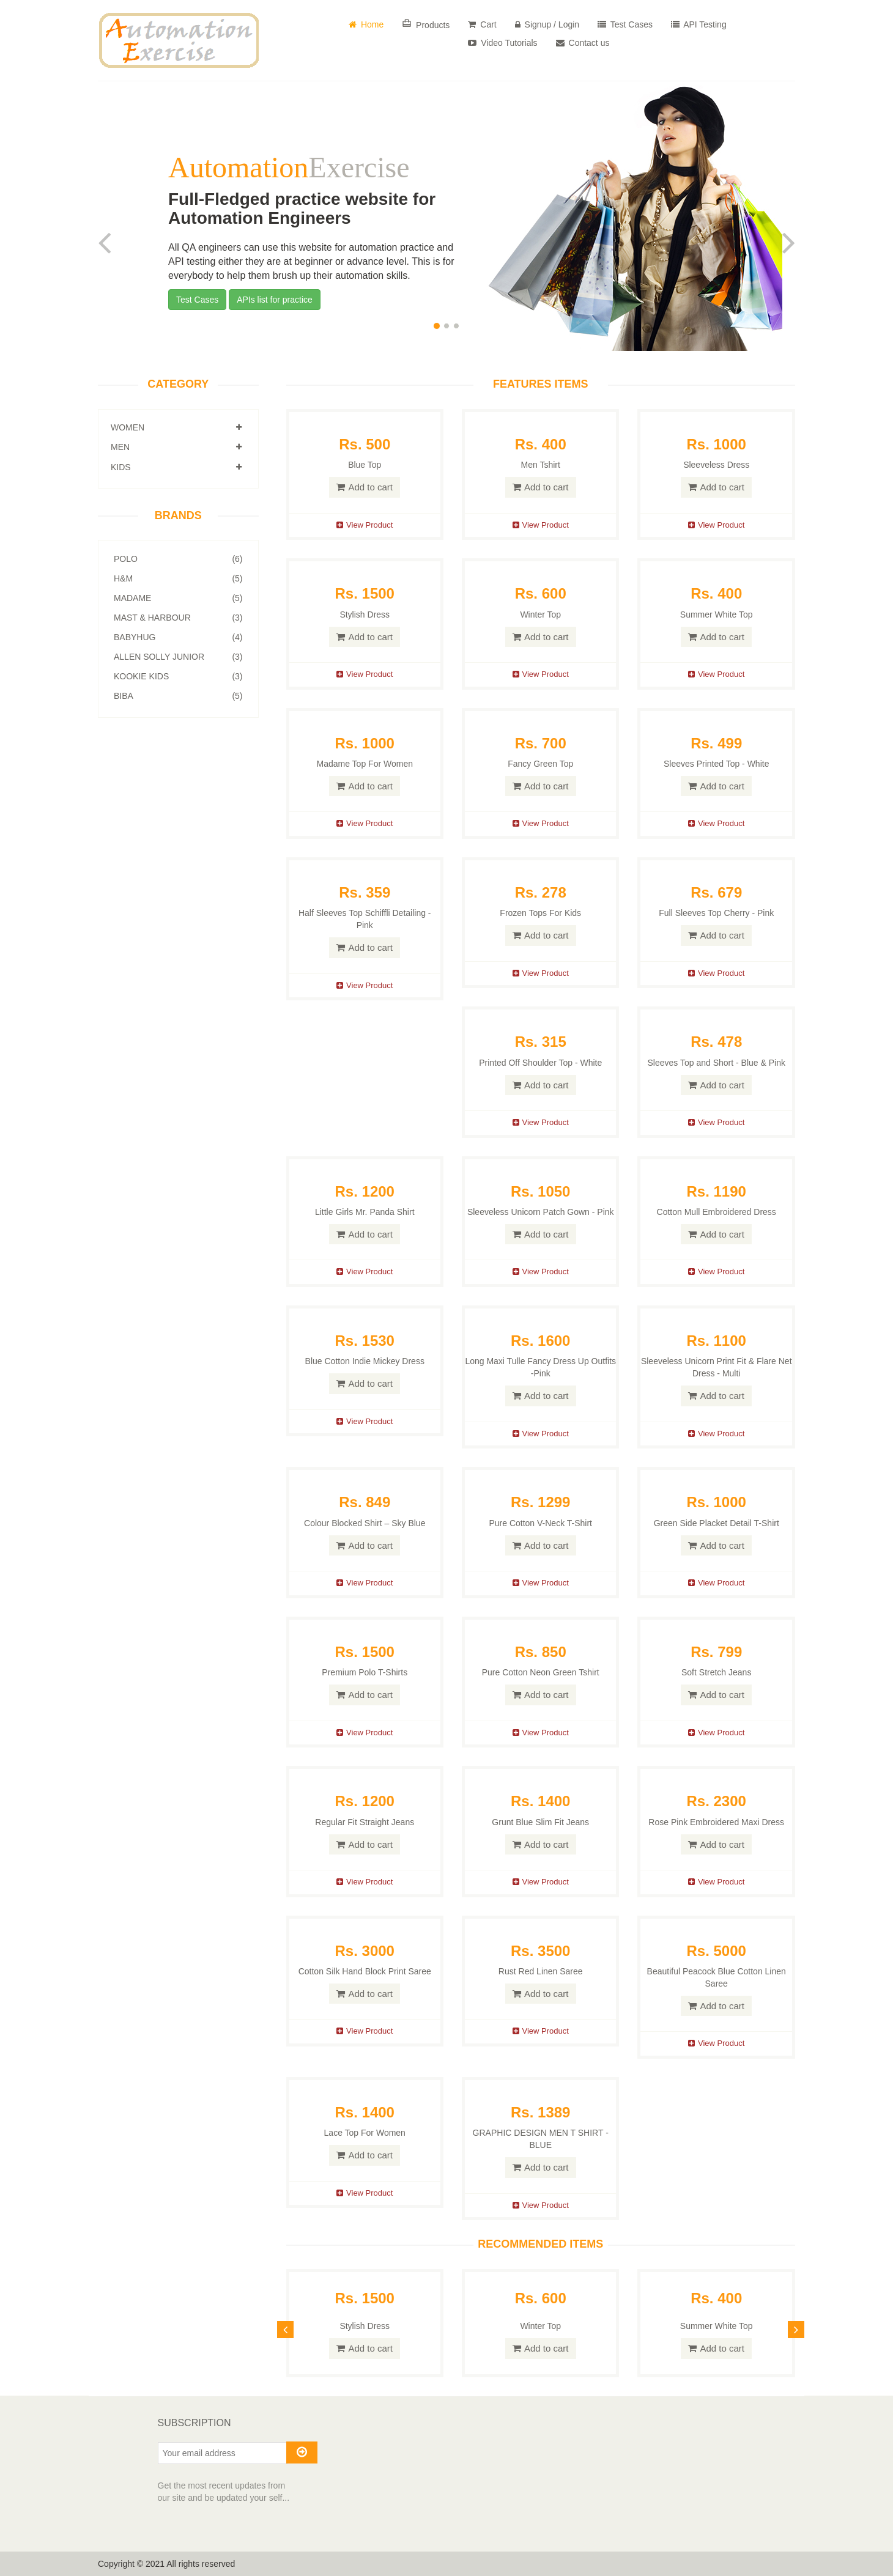 Automation
Exercise
Home
Products
Cart
Signup / Login
Test Cases
API Testing
Video Tutorials
Contact us
AutomationExercise
Full-Fledged practice website for
Automation Engineers
All QA engineers can use this website for automation practice and
API testing either they are at beginner or advance level. This is for
everybody to help them brush up their automation skills.
Test Cases
APIs list for practice
CATEGORY
WOMEN
MEN
KIDS
BRANDS
POLO (6)
H&M (5)
MADAME (5)
MAST & HARBOUR (3)
BABYHUG (4)
ALLEN SOLLY JUNIOR (3)
KOOKIE KIDS (3)
BIBA (5)
FEATURES ITEMS
Rs. 500
Blue Top
Add to cart
View Product
Rs. 400
Men Tshirt
Add to cart
View Product
Rs. 1000
Sleeveless Dress
Add to cart
View Product
Rs. 1500
Stylish Dress
Add to cart
View Product
Rs. 600
Winter Top
Add to cart
View Product
Rs. 400
Summer White Top
Add to cart
View Product
Rs. 1000
Madame Top For Women
Add to cart
View Product
Rs. 700
Fancy Green Top
Add to cart
View Product
Rs. 499
Sleeves Printed Top - White
Add to cart
View Product
Rs. 359
Half Sleeves Top Schiffli Detailing -
Pink
Add to cart
View Product
Rs. 278
Frozen Tops For Kids
Add to cart
View Product
Rs. 679
Full Sleeves Top Cherry - Pink
Add to cart
View Product
Rs. 315
Printed Off Shoulder Top - White
Add to cart
View Product
Rs. 478
Sleeves Top and Short - Blue & Pink
Add to cart
View Product
Rs. 1200
Little Girls Mr. Panda Shirt
Add to cart
View Product
Rs. 1050
Sleeveless Unicorn Patch Gown - Pink
Add to cart
View Product
Rs. 1190
Cotton Mull Embroidered Dress
Add to cart
View Product
Rs. 1530
Blue Cotton Indie Mickey Dress
Add to cart
View Product
Rs. 1600
Long Maxi Tulle Fancy Dress Up Outfits
-Pink
Add to cart
View Product
Rs. 1100
Sleeveless Unicorn Print Fit & Flare Net
Dress - Multi
Add to cart
View Product
Rs. 849
Colour Blocked Shirt – Sky Blue
Add to cart
View Product
Rs. 1299
Pure Cotton V-Neck T-Shirt
Add to cart
View Product
Rs. 1000
Green Side Placket Detail T-Shirt
Add to cart
View Product
Rs. 1500
Premium Polo T-Shirts
Add to cart
View Product
Rs. 850
Pure Cotton Neon Green Tshirt
Add to cart
View Product
Rs. 799
Soft Stretch Jeans
Add to cart
View Product
Rs. 1200
Regular Fit Straight Jeans
Add to cart
View Product
Rs. 1400
Grunt Blue Slim Fit Jeans
Add to cart
View Product
Rs. 2300
Rose Pink Embroidered Maxi Dress
Add to cart
View Product
Rs. 3000
Cotton Silk Hand Block Print Saree
Add to cart
View Product
Rs. 3500
Rust Red Linen Saree
Add to cart
View Product
Rs. 5000
Beautiful Peacock Blue Cotton Linen
Saree
Add to cart
View Product
Rs. 1400
Lace Top For Women
Add to cart
View Product
Rs. 1389
GRAPHIC DESIGN MEN T SHIRT -
BLUE
Add to cart
View Product
RECOMMENDED ITEMS
Rs. 1500
Stylish Dress
Add to cart
Rs. 600
Winter Top
Add to cart
Rs. 400
Summer White Top
Add to cart
SUBSCRIPTION
Your email address
Get the most recent updates from
our site and be updated your self...
Copyright © 2021 All rights reserved